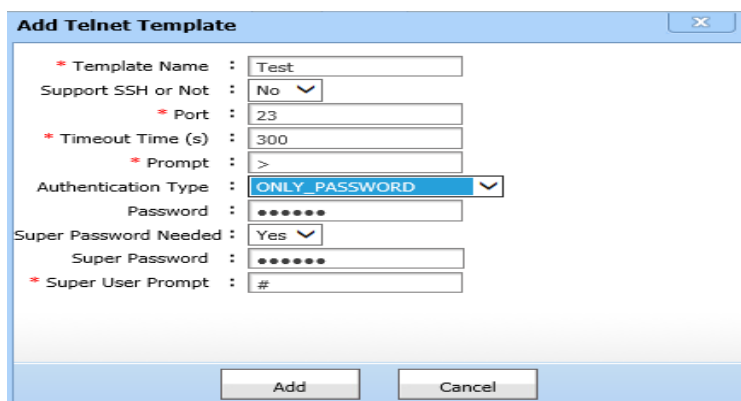 Add Telnet Template
* Template Name : Test
Support SSH or Not : No
* Port : 23
* Timeout Time (s) : 300
* Prompt : >
Authentication Type : ONLY_PASSWORD
Password : ●●●●●●
Super Password Needed : Yes
Super Password : ●●●●●●
* Super User Prompt : #
Add Cancel